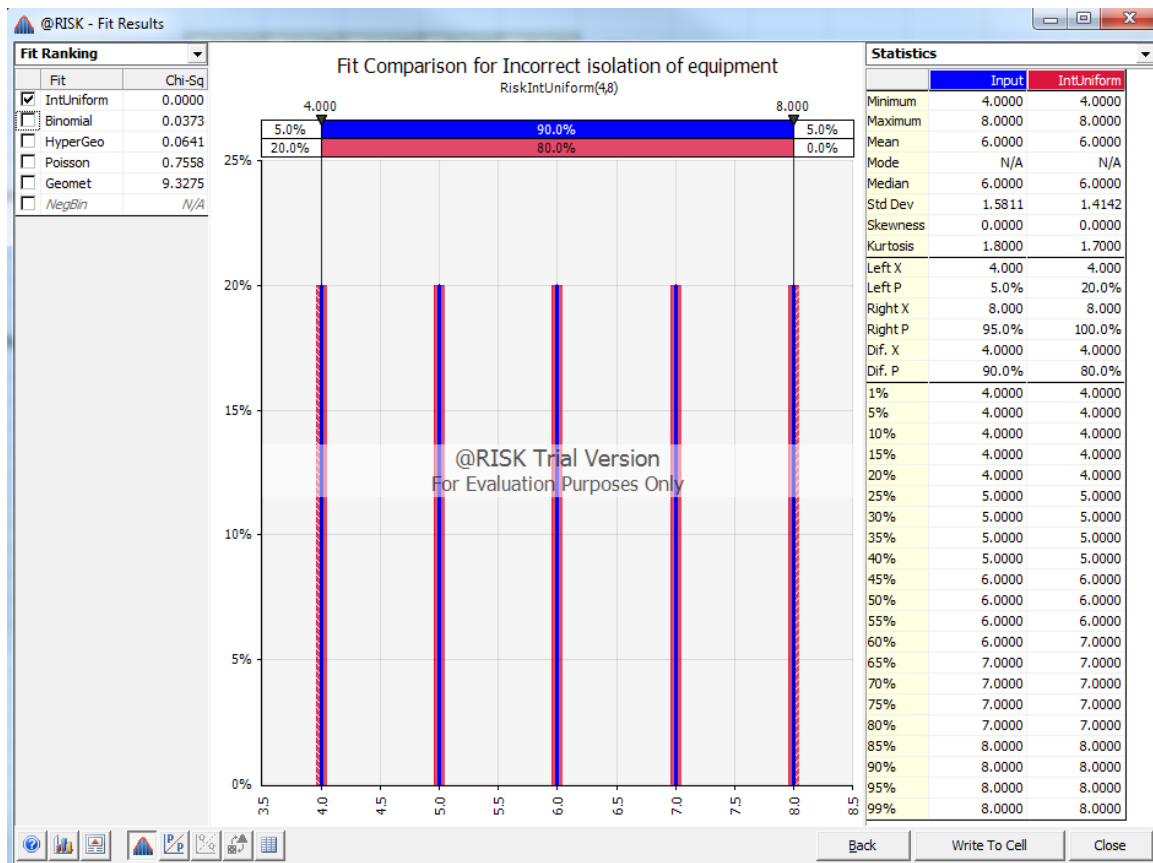 @RISK - Fit Results
Fit Ranking
Fit Chi-Sq
IntUniform 0.0000
Binomial 0.0373
HyperGeo 0.0641
Poisson 0.7558
Geomet 9.3275
NegBin N/A
Fit Comparison for Incorrect isolation of equipment
RiskIntUniform(4,8)
4.000 8.000
5.0% 90.0% 5.0%
20.0% 80.0% 0.0%
25%
20%
15%
10%
5%
0%
@RISK Trial Version
For Evaluation Purposes Only
3.5 4.0 4.5 5.0 5.5 6.0 6.5 7.0 7.5 8.0 8.5
Statistics
Input IntUniform
Minimum 4.0000 4.0000
Maximum 8.0000 8.0000
Mean 6.0000 6.0000
Mode N/A N/A
Median 6.0000 6.0000
Std Dev 1.5811 1.4142
Skewness 0.0000 0.0000
Kurtosis 1.8000 1.7000
Left X 4.000 4.000
Left P 5.0% 20.0%
Right X 8.000 8.000
Right P 95.0% 100.0%
Dif. X 4.0000 4.0000
Dif. P 90.0% 80.0%
1% 4.0000 4.0000
5% 4.0000 4.0000
10% 4.0000 4.0000
15% 4.0000 4.0000
20% 4.0000 4.0000
25% 5.0000 5.0000
30% 5.0000 5.0000
35% 5.0000 5.0000
40% 5.0000 5.0000
45% 6.0000 6.0000
50% 6.0000 6.0000
55% 6.0000 6.0000
60% 6.0000 7.0000
65% 7.0000 7.0000
70% 7.0000 7.0000
75% 7.0000 7.0000
80% 7.0000 7.0000
85% 8.0000 8.0000
90% 8.0000 8.0000
95% 8.0000 8.0000
99% 8.0000 8.0000
Back Write To Cell Close